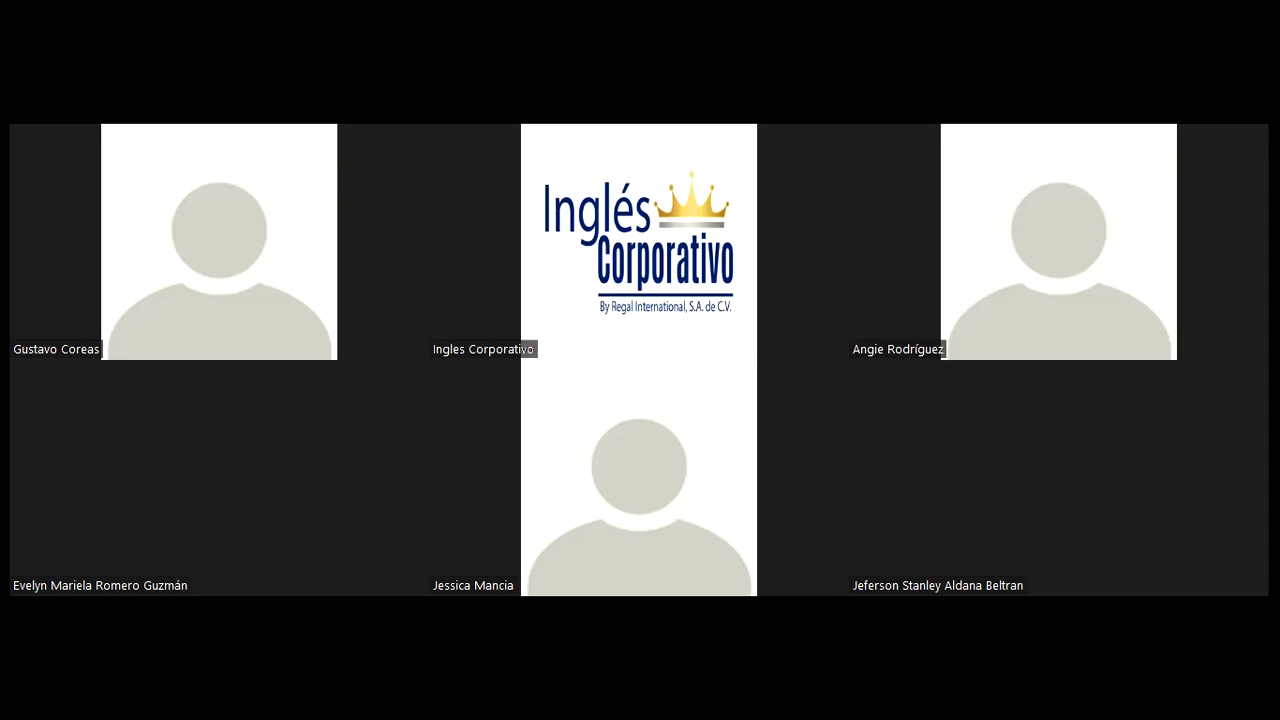 Inglés
Corporativo
By Regal International, S.A. de C.V.
Gustavo Coreas
Ingles Corporativo
Angie Rodríguez
Evelyn Mariela Romero Guzmán
Jessica Mancia
Jeferson Stanley Aldana Beltran